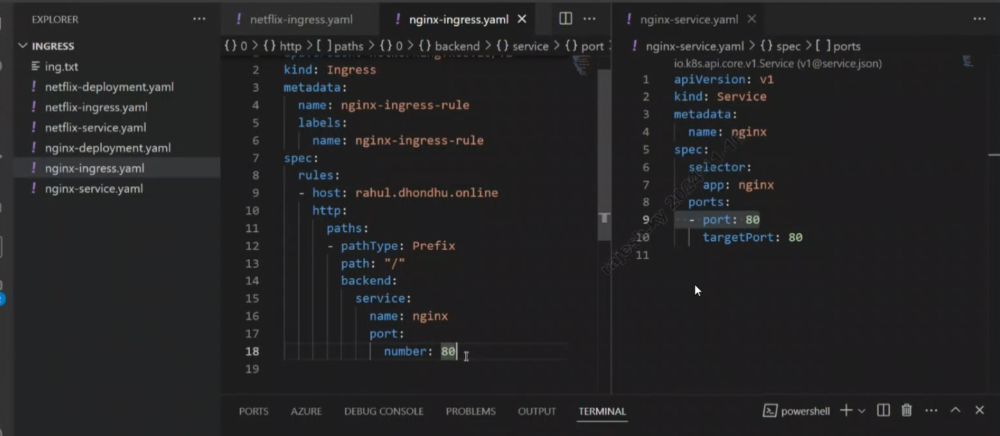 EXPLORER
INGRESS
ing.txt
netflix-deployment.yaml
netflix-ingress.yaml
netflix-service.yaml
nginx-deployment.yaml
nginx-ingress.yaml
nginx-service.yaml
netflix-ingress.yaml
nginx-ingress.yaml
{} 0 > {} http > [ ] paths > {} 0 > {} backend > {} service > {} port
2 kind: Ingress
3 metadata:
4 name: nginx-ingress-rule
5 labels:
6 name: nginx-ingress-rule
7 spec:
8 rules:
9 - host: rahul.dhondhu.online
10 http:
11 paths:
12 - pathType: Prefix
13 path: "/"
14 backend:
15 service:
16 name: nginx
17 port:
18 number: 80
19
nginx-service.yaml
nginx-service.yaml > {} spec > [ ] ports
io.k8s.api.core.v1.Service (v1@service.json)
1 apiVersion: v1
2 kind: Service
3 metadata:
4 name: nginx
5 spec:
6 selector:
7 app: nginx
8 ports:
9 - port: 80
10 targetPort: 80
11
PORTS AZURE DEBUG CONSOLE PROBLEMS OUTPUT TERMINAL
powershell